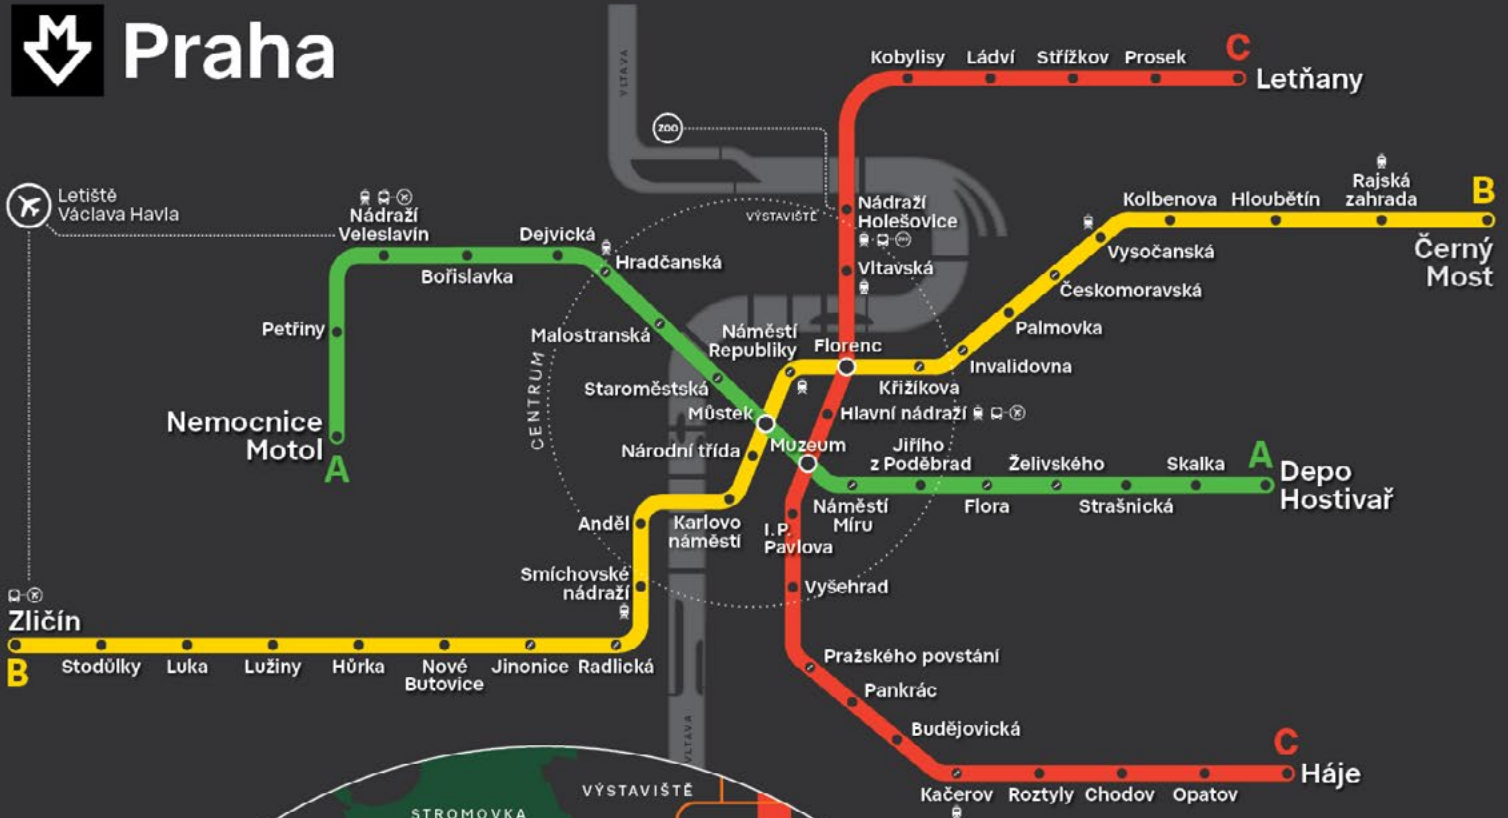 M
Praha
VLTAVA
ZOO
Kobylisy
Ládví
Střížkov
Prosek
C
Letňany
Letiště
Václava Havla
Nádraží
Veleslavín
Bořislavka
Dejvická
Hradčanská
Petřiny
Nemocnice
Motol
A
Malostranská
Staroměstská
Můstek
Muzeum
CENTRUM
VÝSTAVIŠTĚ
Nádraží
Holešovice
ZOO
Vltavská
Náměstí
Republiky
Florenc
Křižíkova
Invalidovna
Palmovka
Českomoravská
Vysočanská
Kolbenova
Hloubětín
Rajská
zahrada
B
Černý
Most
Hlavní nádraží
Národní třída
Jiřího
z Poděbrad
Želivského
Skalka
A
Depo
Hostivař
Náměstí
Míru
Flora
Strašnická
Anděl
Karlovo
náměstí
I.P.
Pavlova
Smíchovské
nádraží
Vyšehrad
Zličín
B
Stodůlky
Luka
Lužiny
Hůrka
Nové
Butovice
Jinonice
Radlická
Pražského povstání
Pankrác
Budějovická
VLTAVA
C
Háje
Kačerov
Roztyly
Chodov
Opatov
VÝSTAVIŠTĚ
STROMOVKA